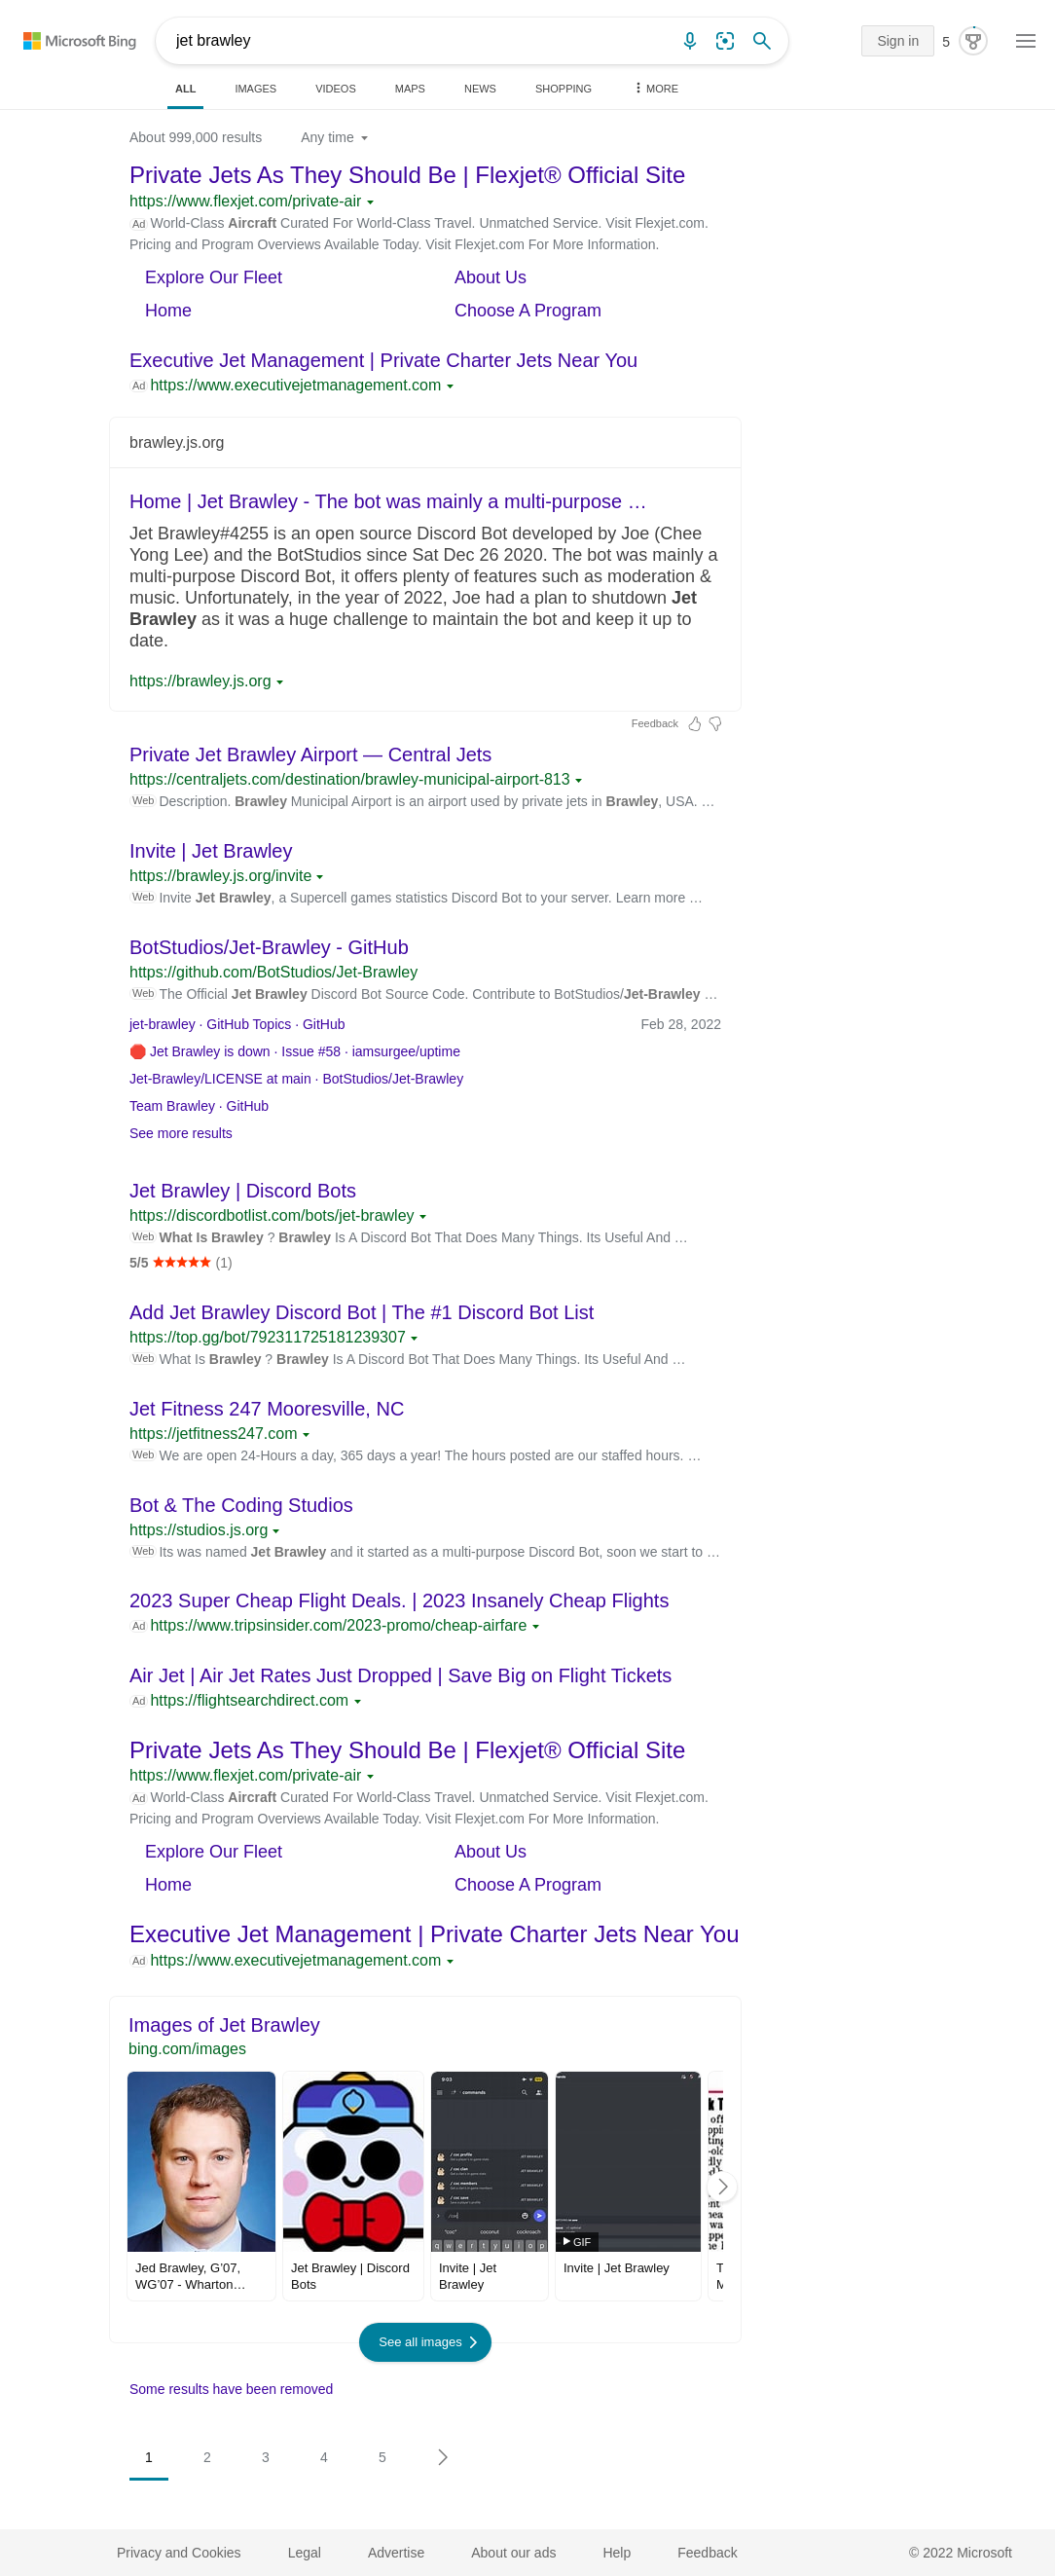 Microsoft Bing
jet brawley
Sign in
5
ALL
IMAGES
VIDEOS
MAPS
NEWS
SHOPPING
MORE
About 999,000 results
Any time
Private Jets As They Should Be | Flexjet® Official Site
https://www.flexjet.com/private-air
Ad World-Class Aircraft Curated For World-Class Travel. Unmatched Service. Visit Flexjet.com.
Pricing and Program Overviews Available Today. Visit Flexjet.com For More Information.
Explore Our Fleet
About Us
Home
Choose A Program
Executive Jet Management | Private Charter Jets Near You
Ad https://www.executivejetmanagement.com
brawley.js.org
Home | Jet Brawley - The bot was mainly a multi-purpose …
Jet Brawley#4255 is an open source Discord Bot developed by Joe (Chee
Yong Lee) and the BotStudios since Sat Dec 26 2020. The bot was mainly a
multi-purpose Discord Bot, it offers plenty of features such as moderation &
music. Unfortunately, in the year of 2022, Joe had a plan to shutdown Jet
Brawley as it was a huge challenge to maintain the bot and keep it up to
date.
https://brawley.js.org
Feedback
Private Jet Brawley Airport — Central Jets
https://centraljets.com/destination/brawley-municipal-airport-813
Web Description. Brawley Municipal Airport is an airport used by private jets in Brawley, USA. …
Invite | Jet Brawley
https://brawley.js.org/invite
Web Invite Jet Brawley, a Supercell games statistics Discord Bot to your server. Learn more …
BotStudios/Jet-Brawley - GitHub
https://github.com/BotStudios/Jet-Brawley
Web The Official Jet Brawley Discord Bot Source Code. Contribute to BotStudios/Jet-Brawley …
jet-brawley · GitHub Topics · GitHub
Feb 28, 2022
🛑 Jet Brawley is down · Issue #58 · iamsurgee/uptime
Jet-Brawley/LICENSE at main · BotStudios/Jet-Brawley
Team Brawley · GitHub
See more results
Jet Brawley | Discord Bots
https://discordbotlist.com/bots/jet-brawley
Web What Is Brawley ? Brawley Is A Discord Bot That Does Many Things. Its Useful And …
5/5 ★★★★★ (1)
Add Jet Brawley Discord Bot | The #1 Discord Bot List
https://top.gg/bot/792311725181239307
Web What Is Brawley ? Brawley Is A Discord Bot That Does Many Things. Its Useful And …
Jet Fitness 247 Mooresville, NC
https://jetfitness247.com
Web We are open 24-Hours a day, 365 days a year! The hours posted are our staffed hours. …
Bot & The Coding Studios
https://studios.js.org
Web Its was named Jet Brawley and it started as a multi-purpose Discord Bot, soon we start to …
2023 Super Cheap Flight Deals. | 2023 Insanely Cheap Flights
Ad https://www.tripsinsider.com/2023-promo/cheap-airfare
Air Jet | Air Jet Rates Just Dropped | Save Big on Flight Tickets
Ad https://flightsearchdirect.com
Private Jets As They Should Be | Flexjet® Official Site
https://www.flexjet.com/private-air
Ad World-Class Aircraft Curated For World-Class Travel. Unmatched Service. Visit Flexjet.com.
Pricing and Program Overviews Available Today. Visit Flexjet.com For More Information.
Explore Our Fleet
About Us
Home
Choose A Program
Executive Jet Management | Private Charter Jets Near You
Ad https://www.executivejetmanagement.com
Images of Jet Brawley
bing.com/images
9:03
commands
q w e r t y u i o p
GIF
Jed Brawley, G'07,
WG'07 - Wharton…
Jet Brawley | Discord
Bots
Invite | Jet
Brawley
Invite | Jet Brawley
See all images
Some results have been removed
1
2
3
4
5
Privacy and Cookies
Legal
Advertise
About our ads
Help
Feedback
© 2022 Microsoft